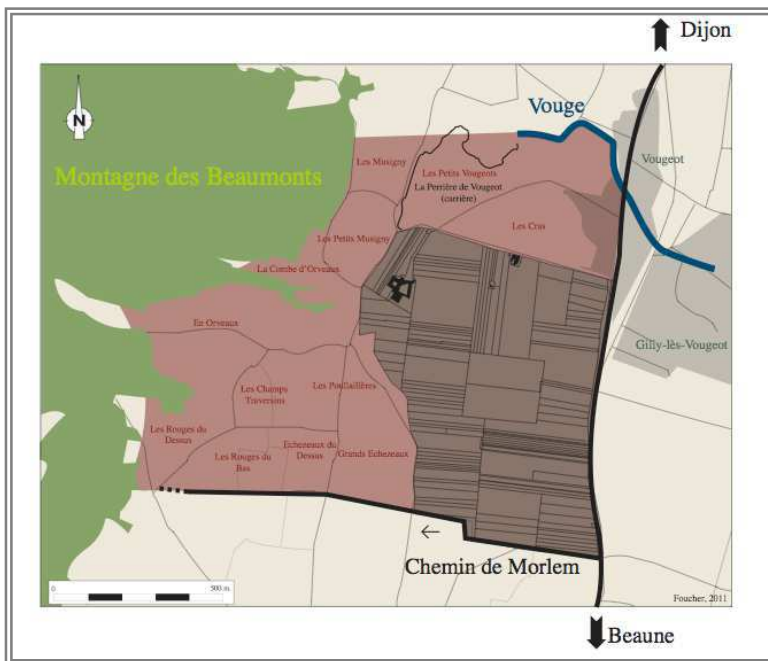 Dijon
Vouge
N
Vougeot
Les Musigny
Les Petits Vougeots
Montagne des Beaumonts
La Perrière de Vougeot
(carrière)
Les Cras
Les Petits Musigny
La Combe d'Orveaux
En Orveaux
Gilly-lès-Vougeot
Les Champs
Traversins
Les Poullaillères
Les Rouges du
Dessus
Echezeaux du
Dessus
Grands Echezeaux
Les Rouges du
Bas
Chemin de Morlem
0
500 m
Foucher, 2011
Beaune